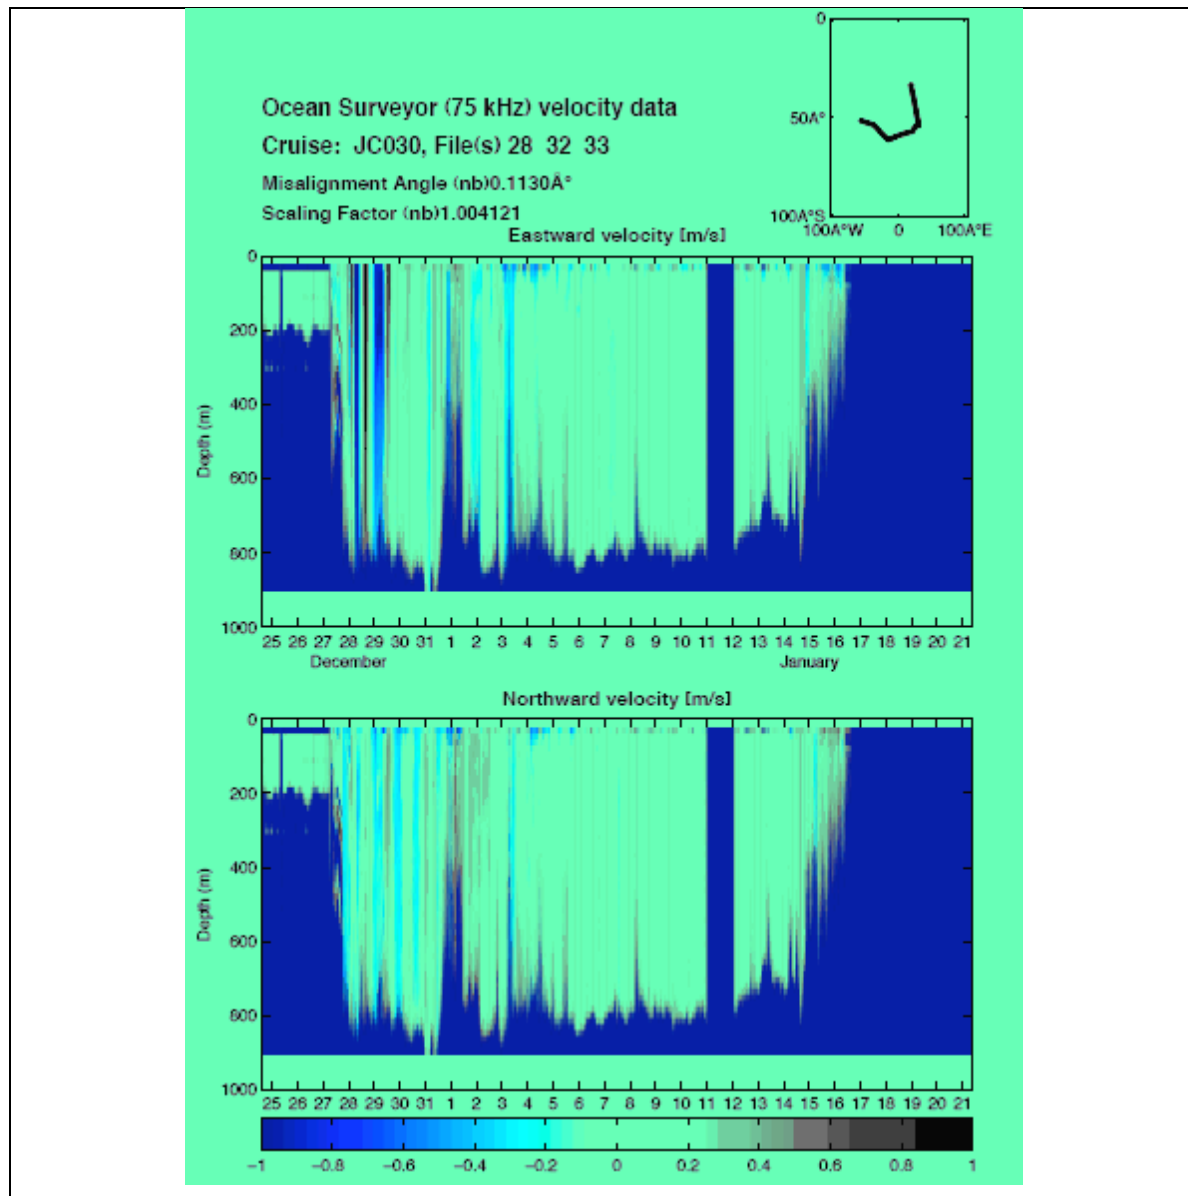 0
50Â°
100Â°S
100Â°W 0 100Â°E
Ocean Surveyor (75 kHz) velocity data
Cruise: JC030, File(s) 28 32 33
Misalignment Angle (nb)0.1130Â°
Scaling Factor (nb)1.004121
Eastward velocity [m/s]
0
200
400
600
800
1000
Depth (m)
25 26 27 28 29 30 31 1 2 3 4 5 6 7 8 9 10 11 12 13 14 15 16 17 18 19 20 21
December January
Northward velocity [m/s]
0
200
400
600
800
1000
Depth (m)
25 26 27 28 29 30 31 1 2 3 4 5 6 7 8 9 10 11 12 13 14 15 16 17 18 19 20 21
−1 −0.8 −0.6 −0.4 −0.2 0 0.2 0.4 0.6 0.8 1